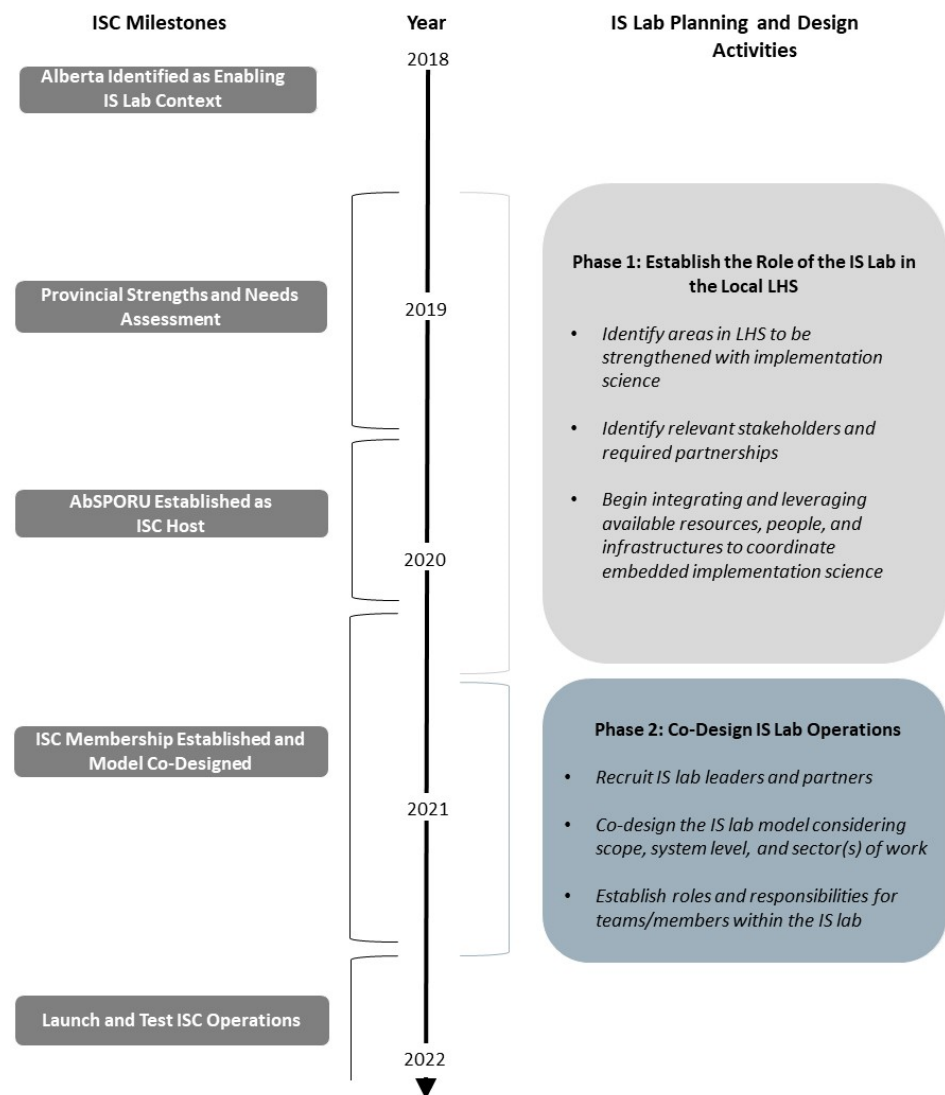 ISC Milestones
Year
IS Lab Planning and Design
Activities
2018
Alberta Identified as Enabling
IS Lab Context
Phase 1: Establish the Role of the IS Lab in
the Local LHS
Provincial Strengths and Needs
Assessment
2019
• Identify areas in LHS to be
strengthened with implementation
science
• Identify relevant stakeholders and
required partnerships
• Begin integrating and leveraging
available resources, people, and
infrastructures to coordinate
embedded implementation science
AbSPORU Established as
ISC Host
2020
ISC Membership Established and
Model Co-Designed
Phase 2: Co-Design IS Lab Operations
• Recruit IS lab leaders and partners
• Co-design the IS lab model considering
scope, system level, and sector(s) of work
• Establish roles and responsibilities for
teams/members within the IS lab
2021
Launch and Test ISC Operations
2022